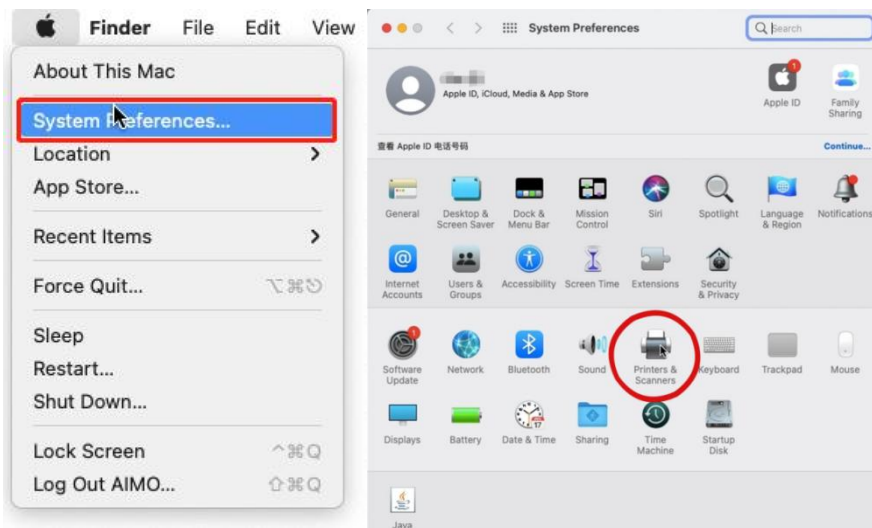 Finder File Edit View
About This Mac
System Preferences...
Location
App Store...
Recent Items
Force Quit... ⌥⌘⎋
Sleep
Restart...
Shut Down...
Lock Screen ^⌘Q
Log Out AIMO... ⇧⌘Q
System Preferences
Search
Apple ID, iCloud, Media & App Store
1
Apple ID
Family
Sharing
查看 Apple ID 电话号码
Continue...
General
Desktop &
Screen Saver
Dock &
Menu Bar
Mission
Control
Siri
Spotlight
Language
& Region
Notifications
Internet
Accounts
Users &
Groups
Accessibility
Screen Time
Extensions
Security
& Privacy
1
Software
Update
Network
Bluetooth
Sound
Printers &
Scanners
Keyboard
Trackpad
Mouse
Displays
Battery
17
Date & Time
Sharing
Time
Machine
Startup
Disk
Java